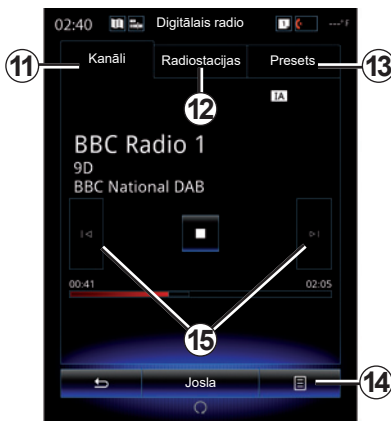 02:40 Digitālais radio ---°F
11 Kanāli Radiostacijas Presets 13
12
IA
BBC Radio 1
9D
BBC National DAB
00:41 02:05
15
Josla 14